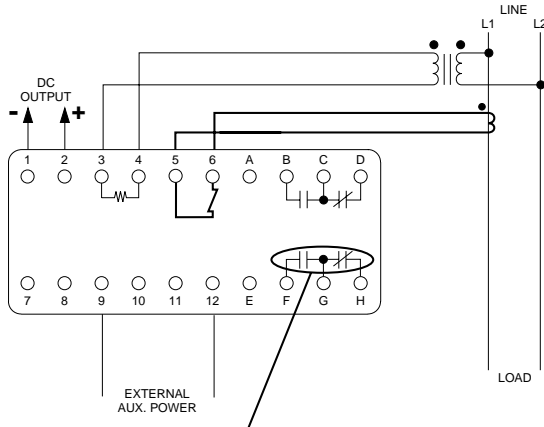 LINE
L1 L2
DC
OUTPUT
- +
1 2 3 4 5 6 A B C D
7 8 9 10 11 12 E F G H
EXTERNAL
AUX. POWER
LOAD